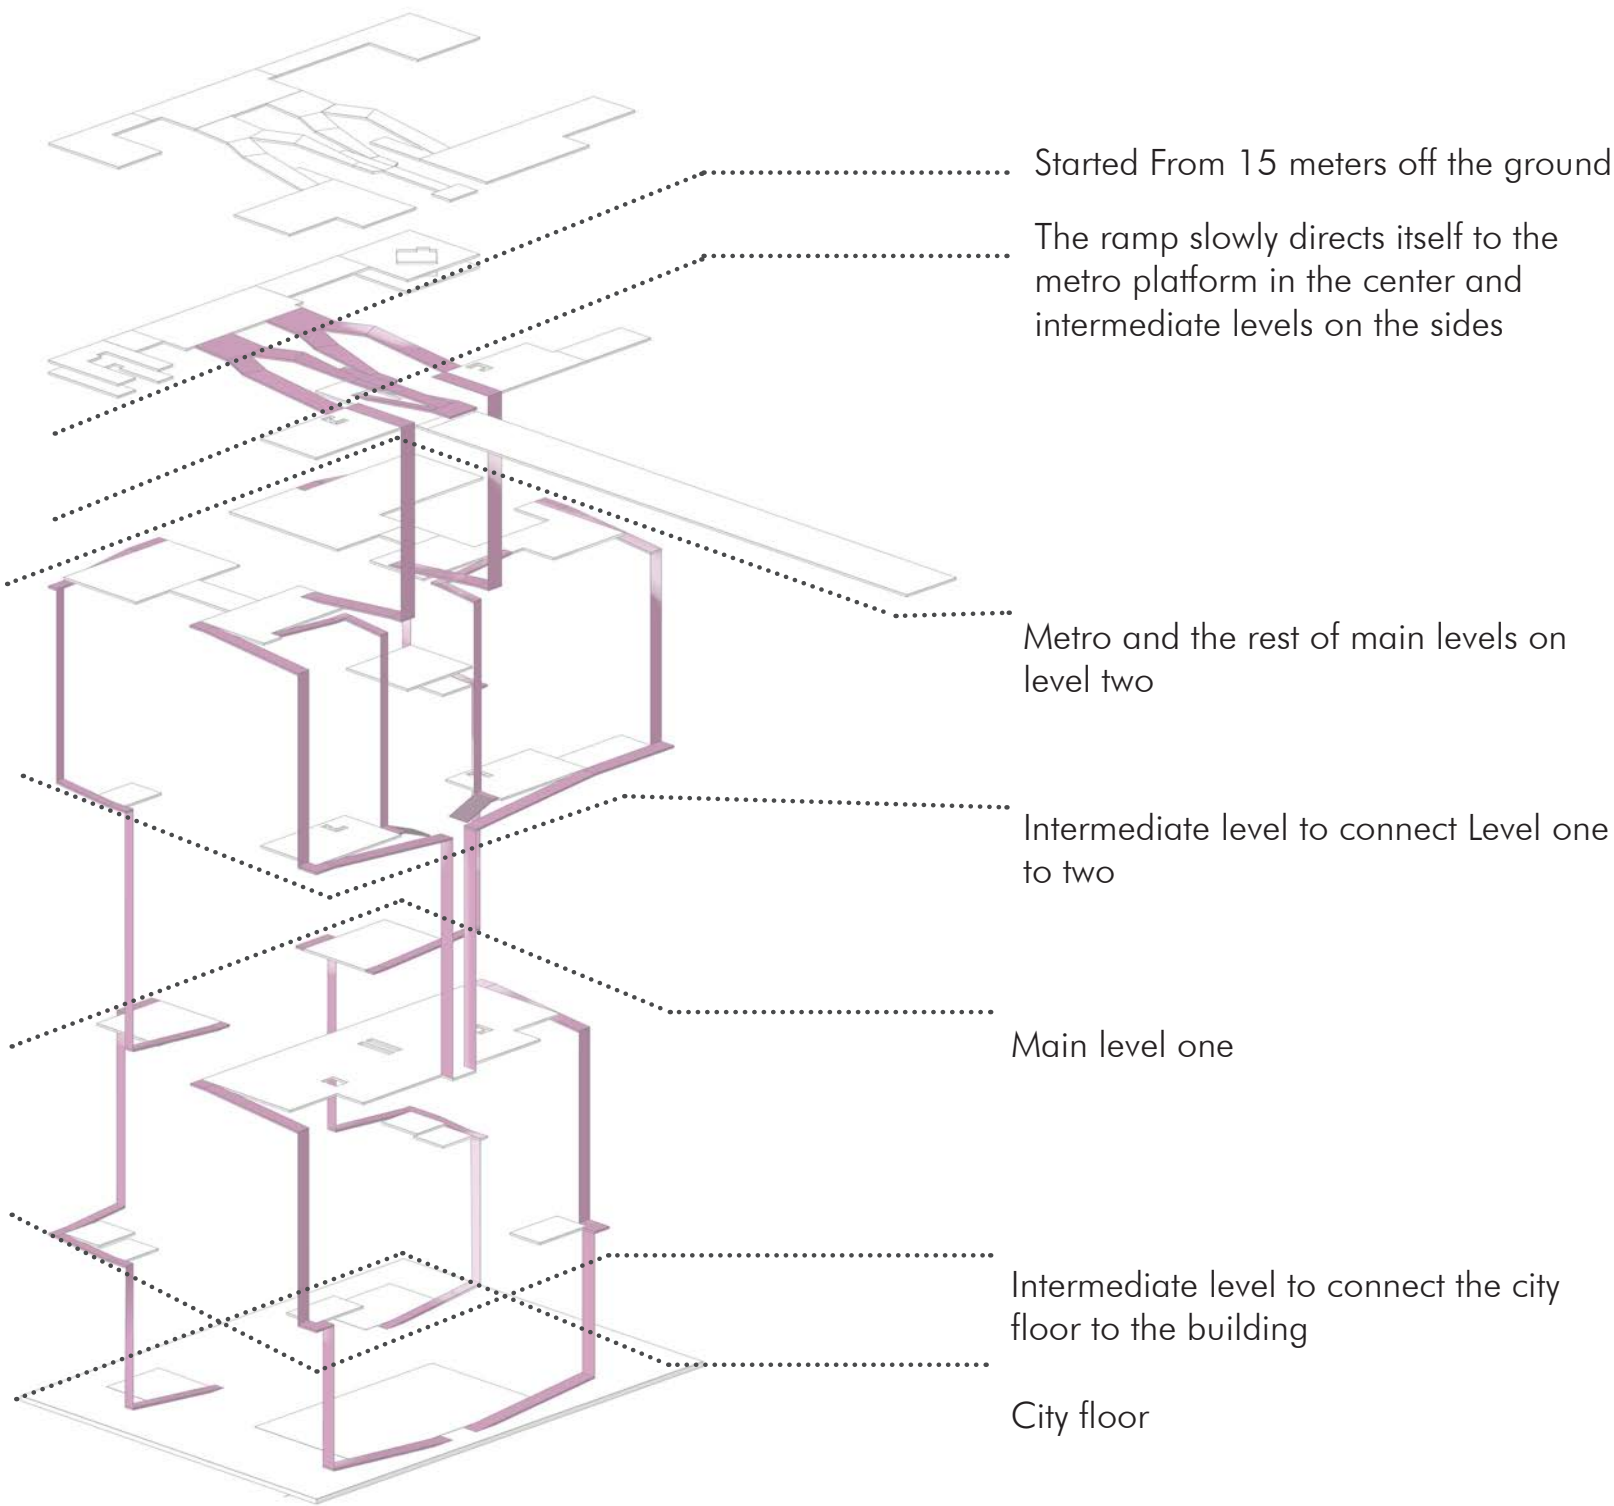 Started From 15 meters off the ground
The ramp slowly directs itself to the
metro platform in the center and
intermediate levels on the sides
Metro and the rest of main levels on
level two
Intermediate level to connect Level one
to two
Main level one
Intermediate level to connect the city
floor to the building
City floor